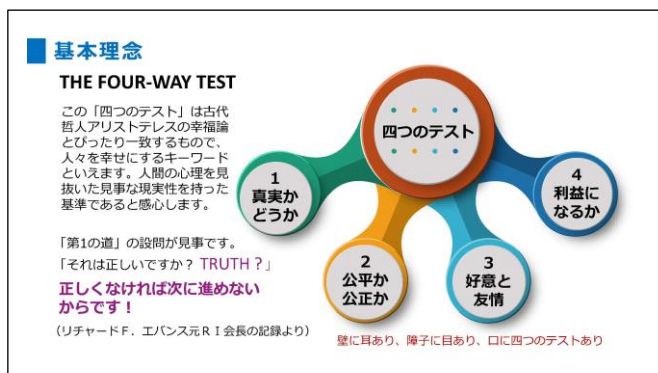 基本理念
THE FOUR-WAY TEST
この「四つのテスト」は古代
哲人アリストテレスの幸福論
とぴったり一致するもので、
人々を幸せにするキーワード
といえます。人間の心理を見
抜いた見事な現実性を持った
基準であると感心します。
「第1の道」の設問が見事です。
「それは正しいですか? TRUTH?」
正しくなければ次に進めない
からです!
(リチャードF.エバンス元RI会長の記録より)
四つのテスト
1
真実か
どうか
2
公平か
公正か
3
好意と
友情
4
利益に
なるか
壁に耳あり、障子に目あり、口に四つのテストあり